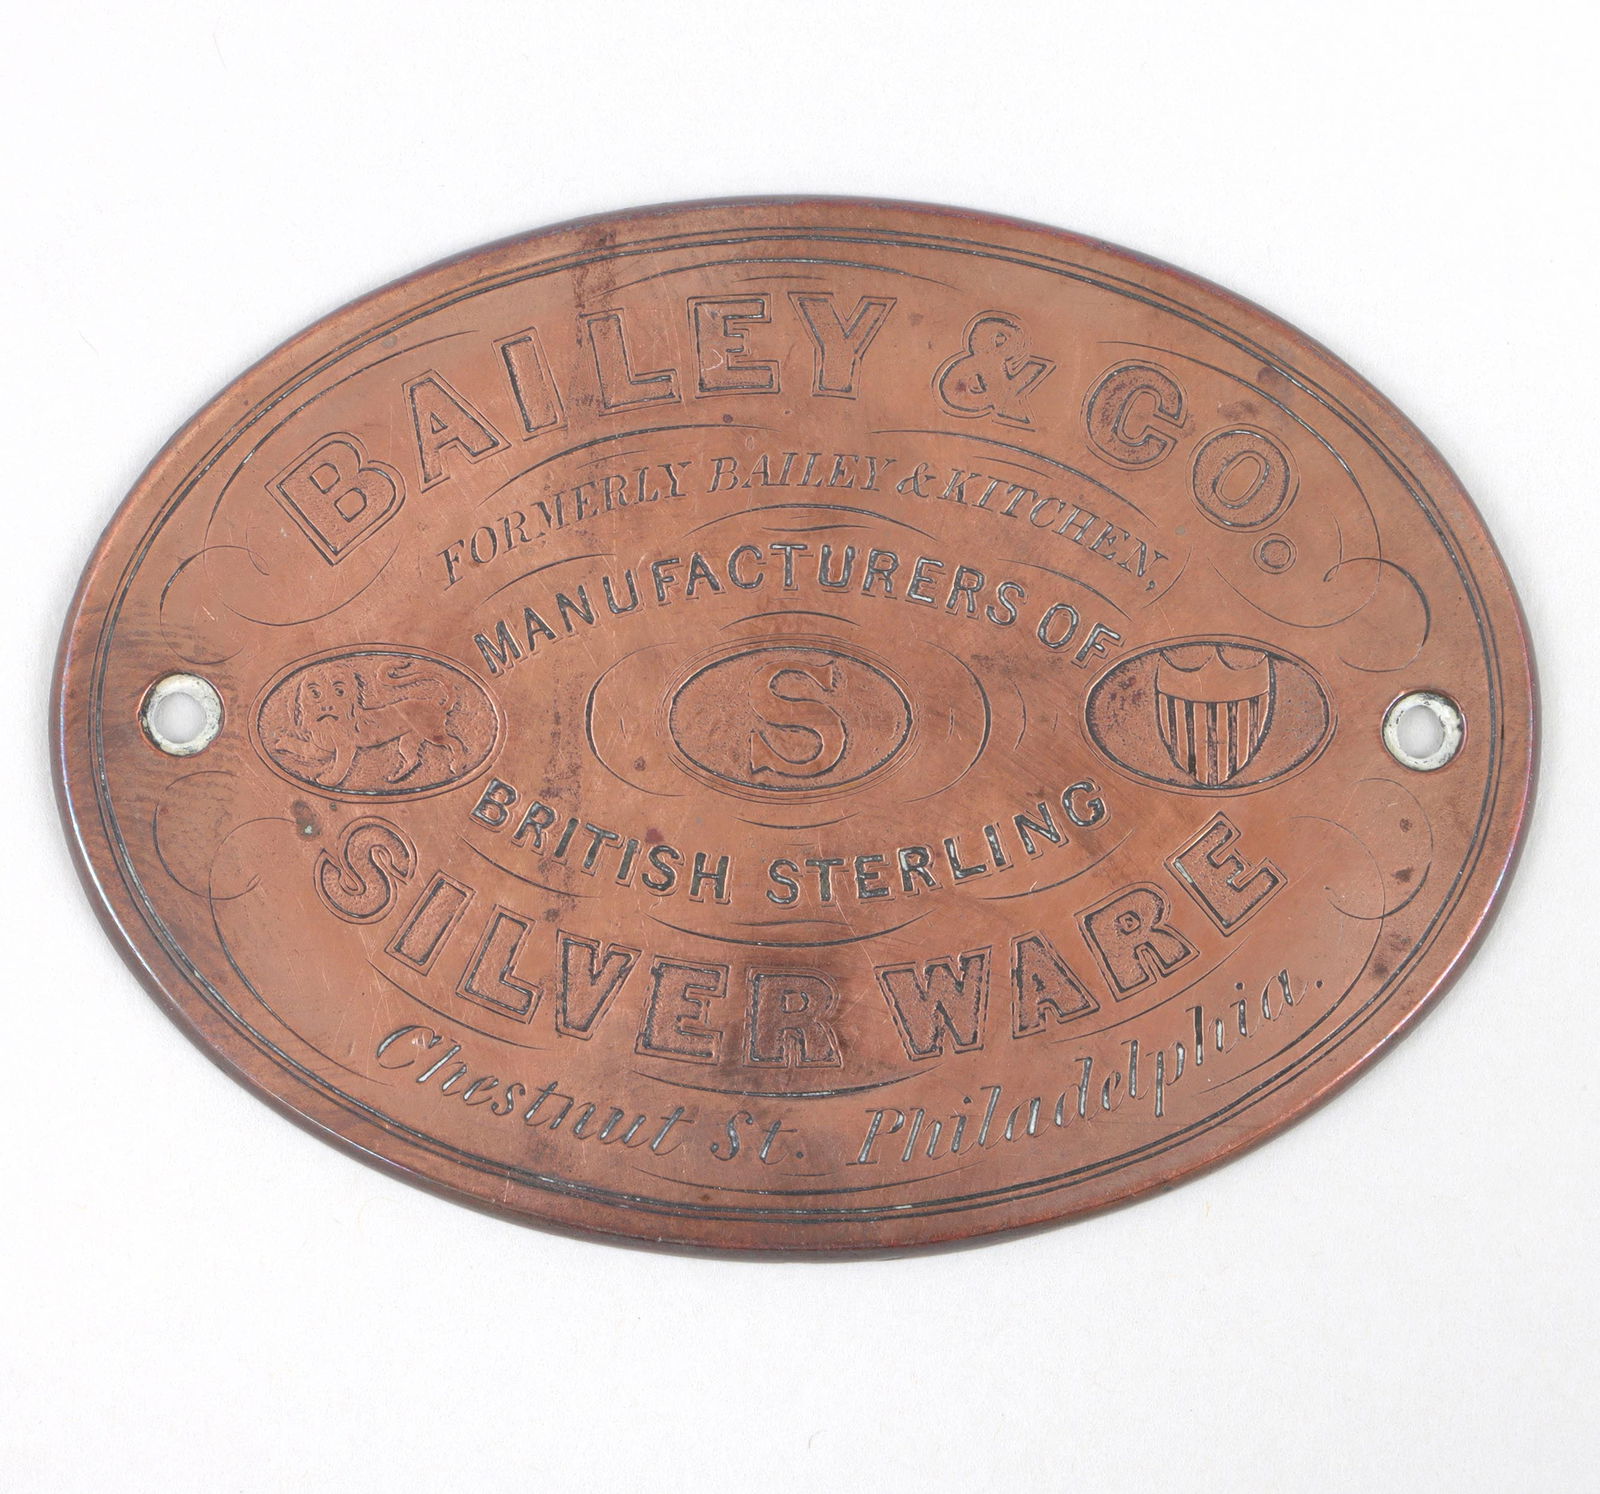 BAILEY & CO.
FORMERLY BAILEY & KITCHEN,
MANUFACTURERS OF
S
BRITISH STERLING
SILVER WARE
Chestnut St. Philadelphia.